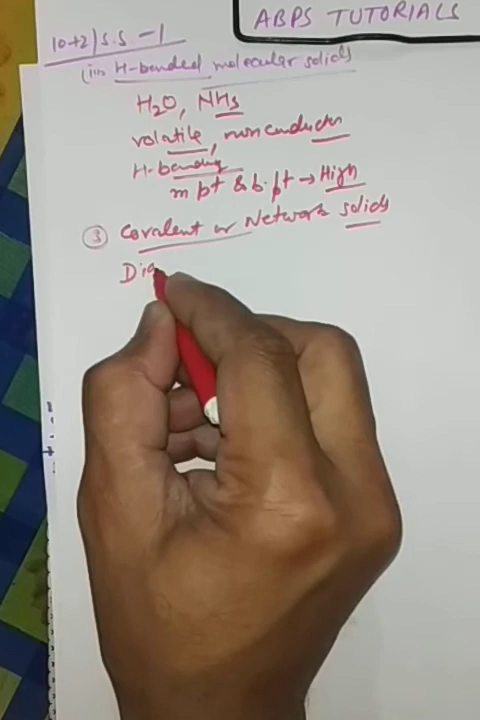 ABPS TUTORIALS
10+2) S.S. -1
(iii) H-bonded molecular solids
H2O, NH3
volatile, non conductor
H-bonding
m pt & b.pt → High
③ Covalent or Network solids
Dia